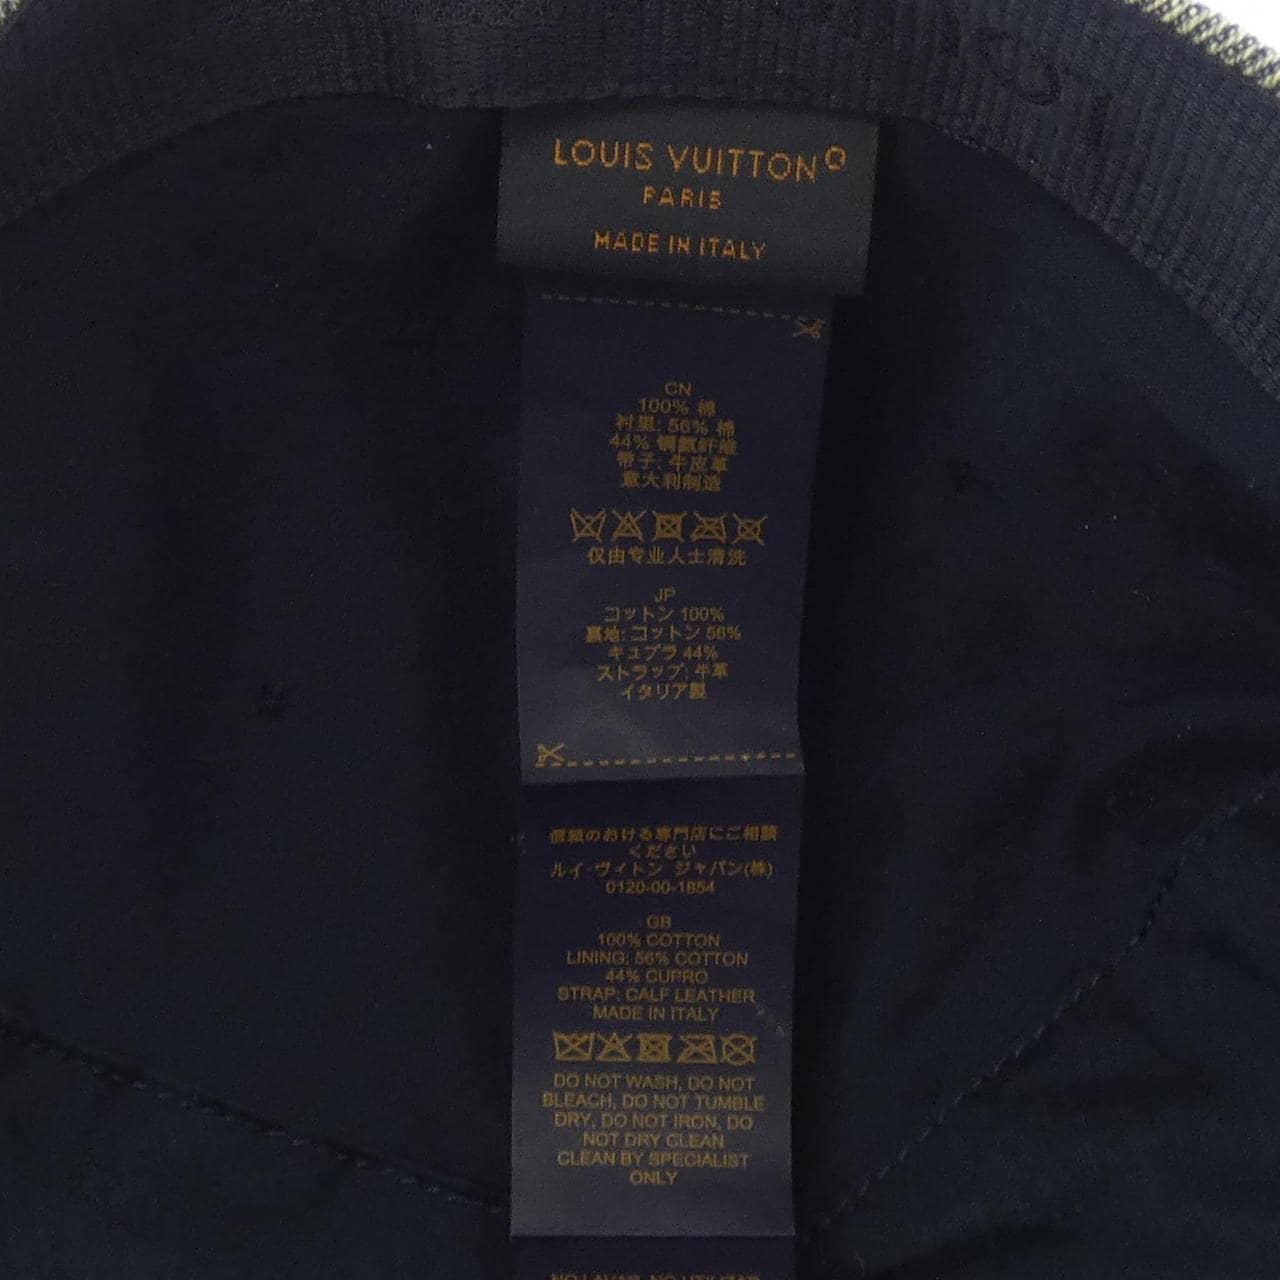 LOUIS VUITTON®
PARIS
MADE IN ITALY
CN
100% 棉
衬里: 56% 棉
44% 铜氨纤维
带子: 牛皮革
意大利制造
仅由专业人士清洗
JP
コットン 100%
裏地: コットン 56%
キュプラ 44%
ストラップ: 牛革
イタリア製
信頼のおける専門店にご相談
ください
ルイ・ヴィトン ジャパン(株)
0120-00-1854
GB
100% COTTON
LINING: 56% COTTON
44% CUPRO
STRAP: CALF LEATHER
MADE IN ITALY
DO NOT WASH, DO NOT
BLEACH, DO NOT TUMBLE
DRY, DO NOT IRON, DO
NOT DRY CLEAN
CLEAN BY SPECIALIST
ONLY
NO LAVAR, NO UTILIZAR